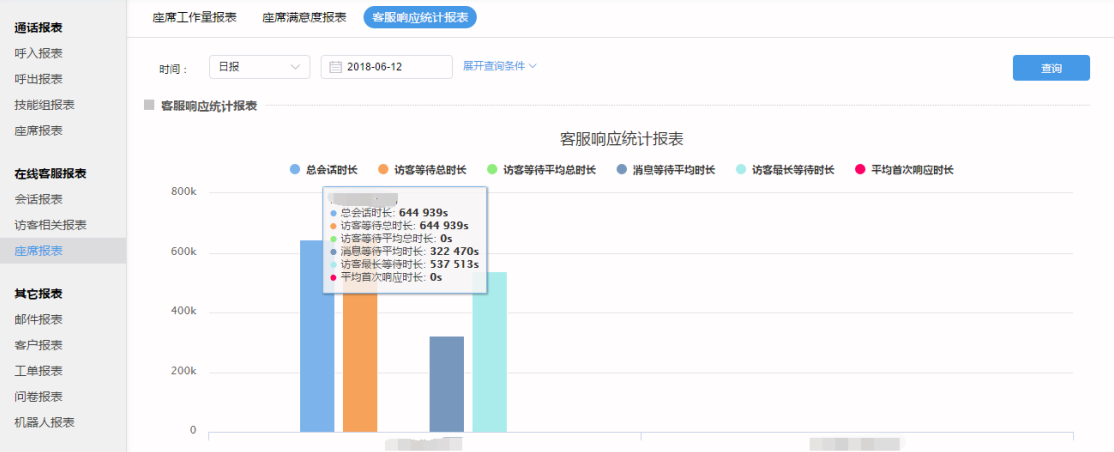 座席工作量报表 座席满意度报表 客服响应统计报表
通话报表
呼入报表
呼出报表
技能组报表
座席报表
在线客服报表
会话报表
访客相关报表
座席报表
其它报表
邮件报表
客户报表
工单报表
问卷报表
机器人报表
时间： 日报 2018-06-12 展开查询条件 查询
客服响应统计报表
客服响应统计报表
总会话时长 访客等待总时长 访客等待平均总时长 消息等待平均时长 访客最长等待时长 平均首次响应时长
800k
600k
400k
200k
0
总会话时长: 644 939s
访客等待总时长: 644 939s
访客等待平均总时长: 0s
消息等待平均时长: 322 470s
访客最长等待时长: 537 513s
平均首次响应时长: 0s